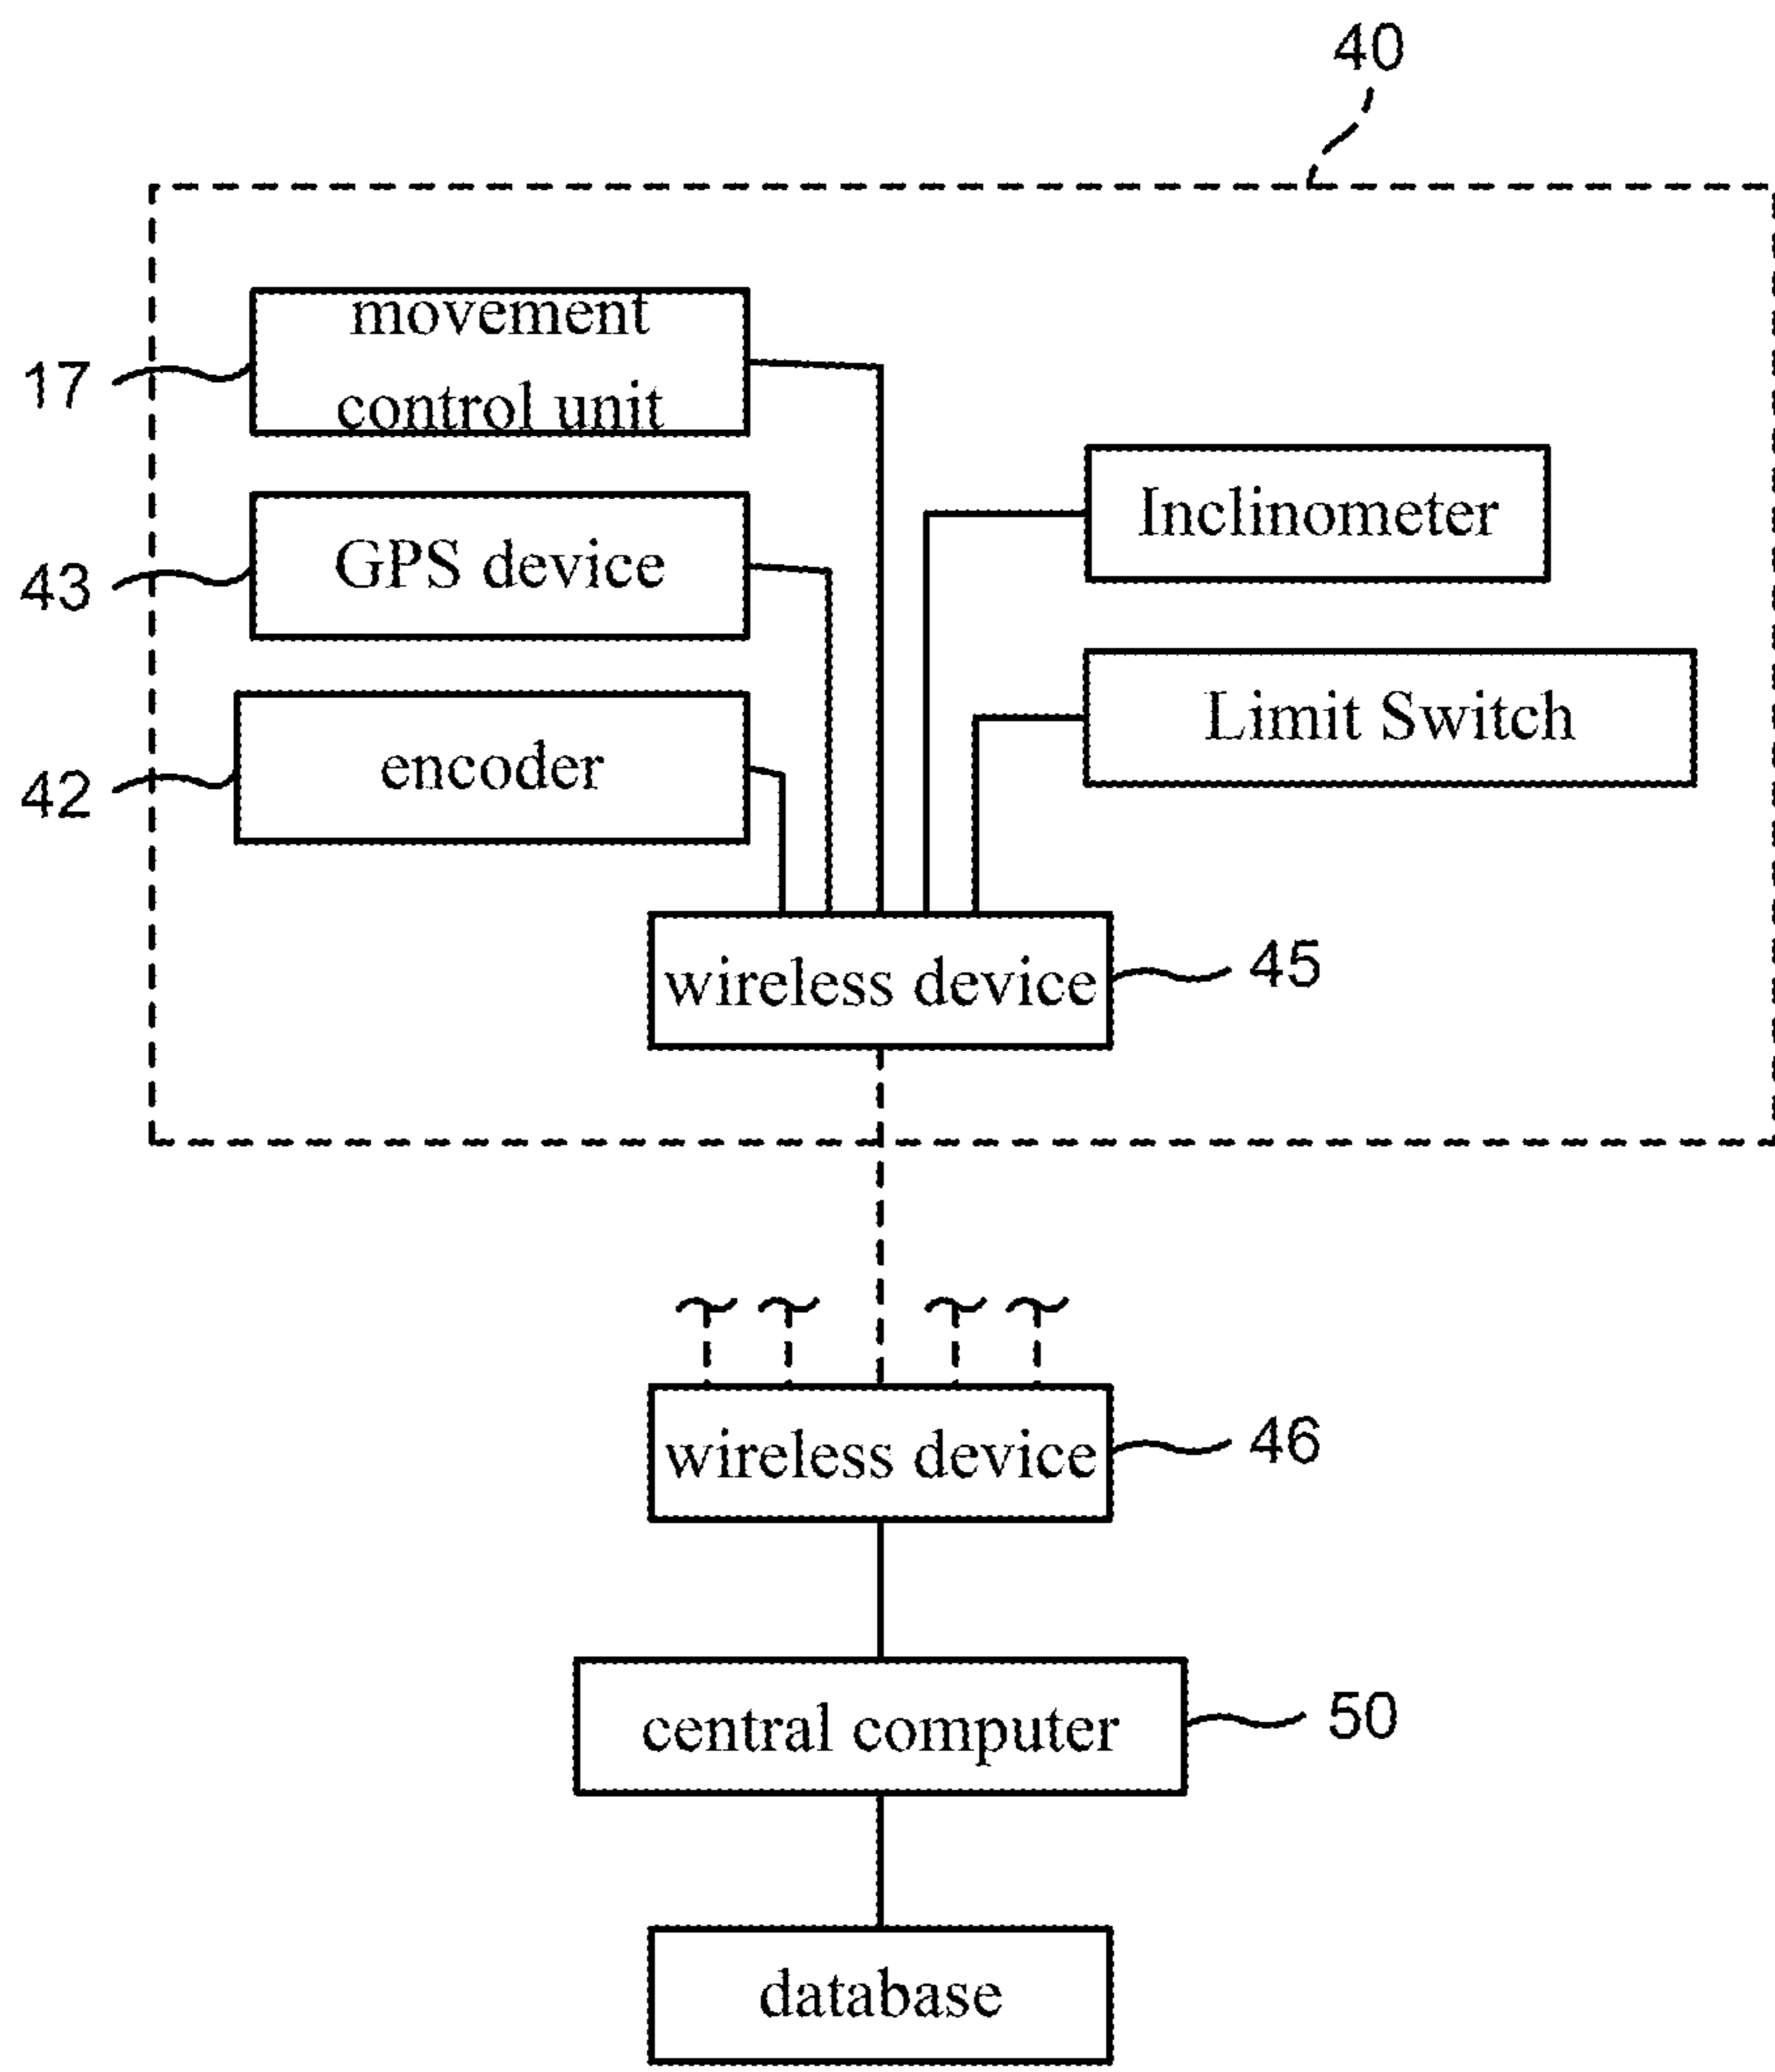 40
movement
17
control unit
Inclinometer
43
GPS device
Limit Switch
42
encoder
wireless device
45
wireless device
46
central computer
50
database